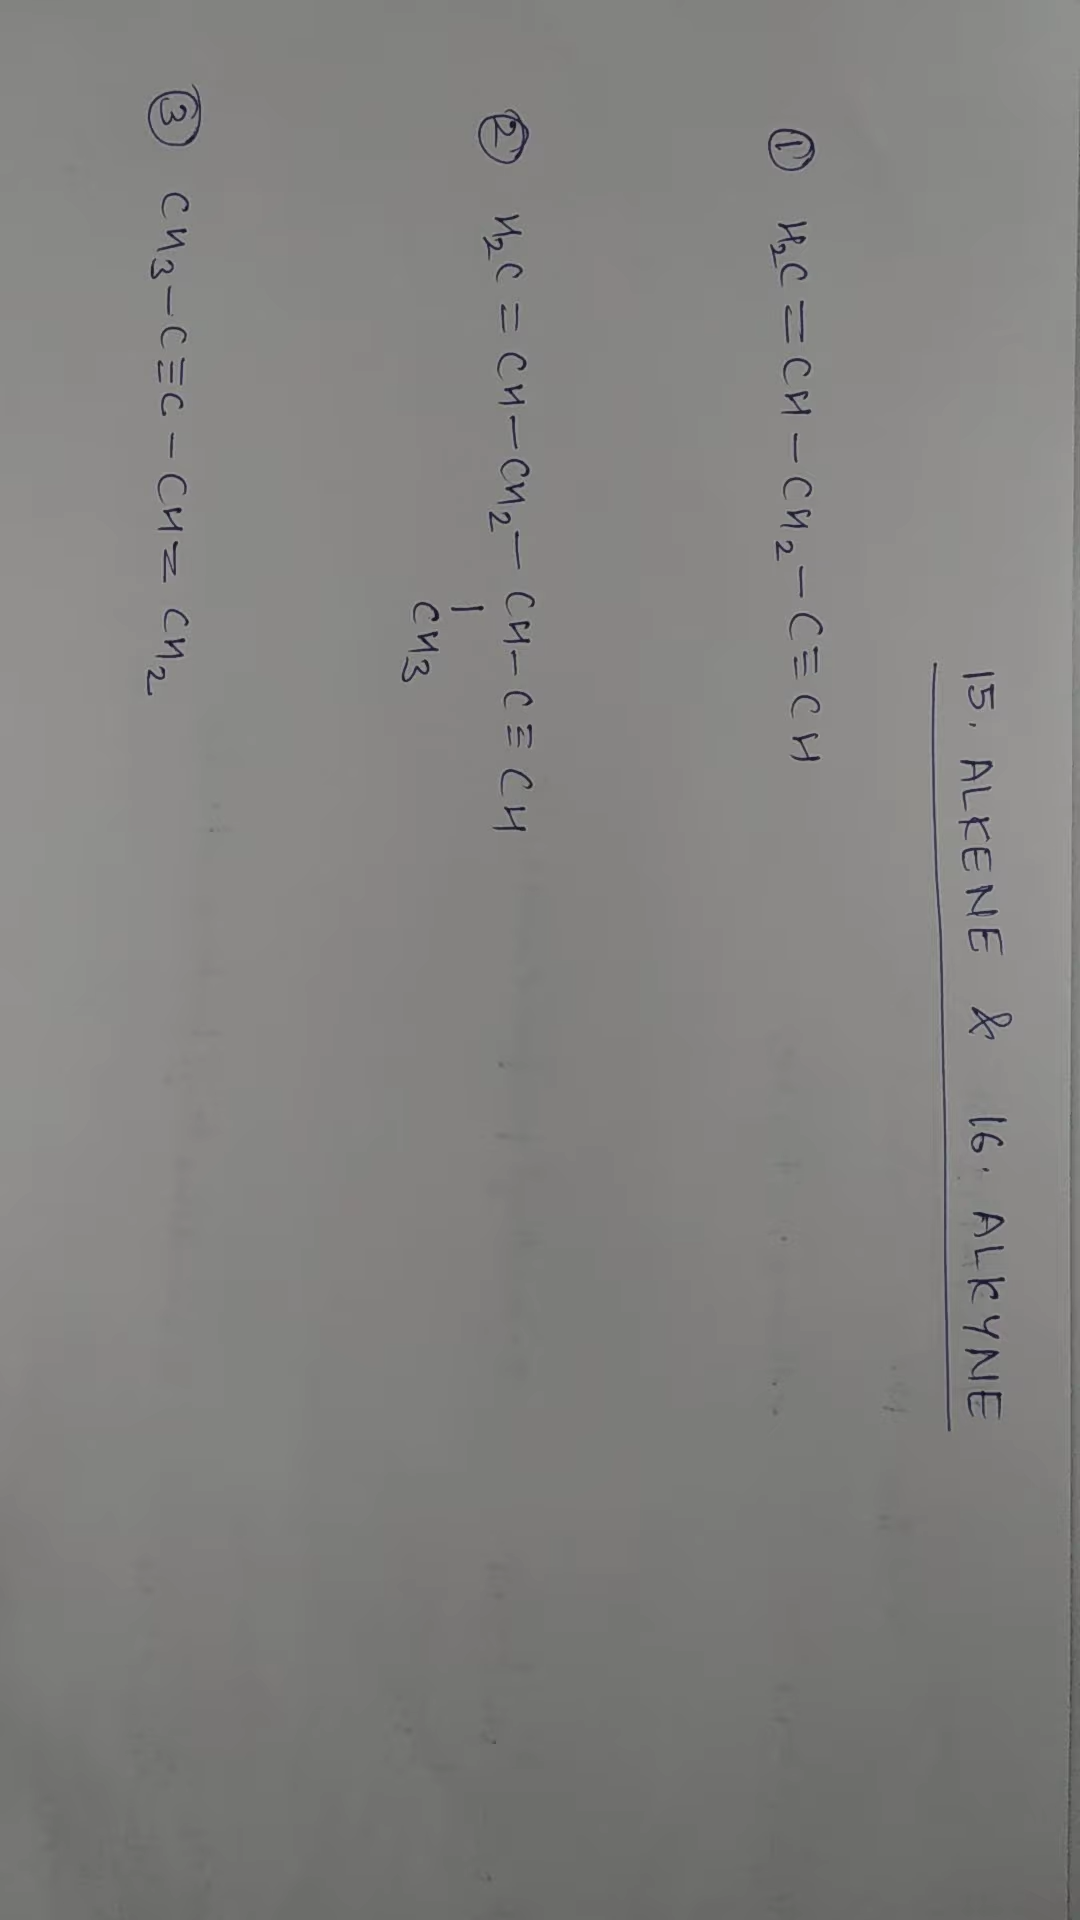 15. ALKENE & 16. ALKYNE
① H₂C=CH-CH₂-C≡CH
② H₂C=CH-CH₂-CH-C≡CH
|
CH₃
③ CH₃-C≡C-CH=CH₂